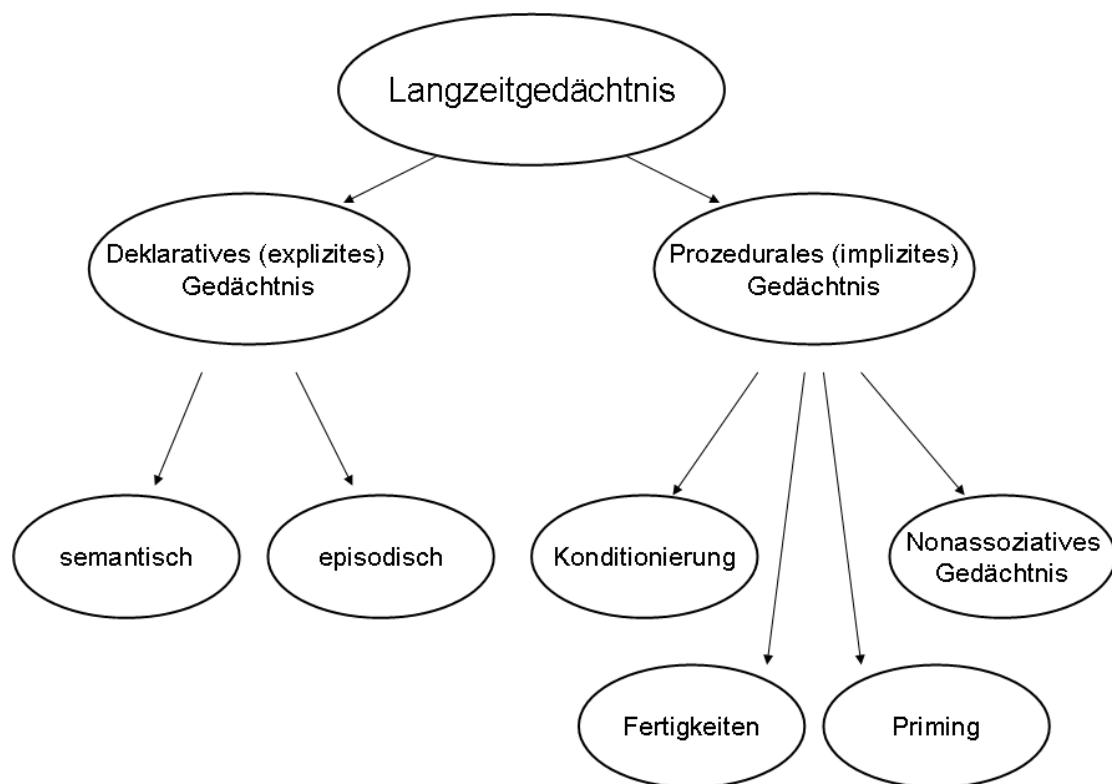 Langzeitgedächtnis
Deklaratives (explizites)
Gedächtnis
Prozedurales (implizites)
Gedächtnis
semantisch
episodisch
Konditionierung
Nonassoziatives
Gedächtnis
Fertigkeiten
Priming